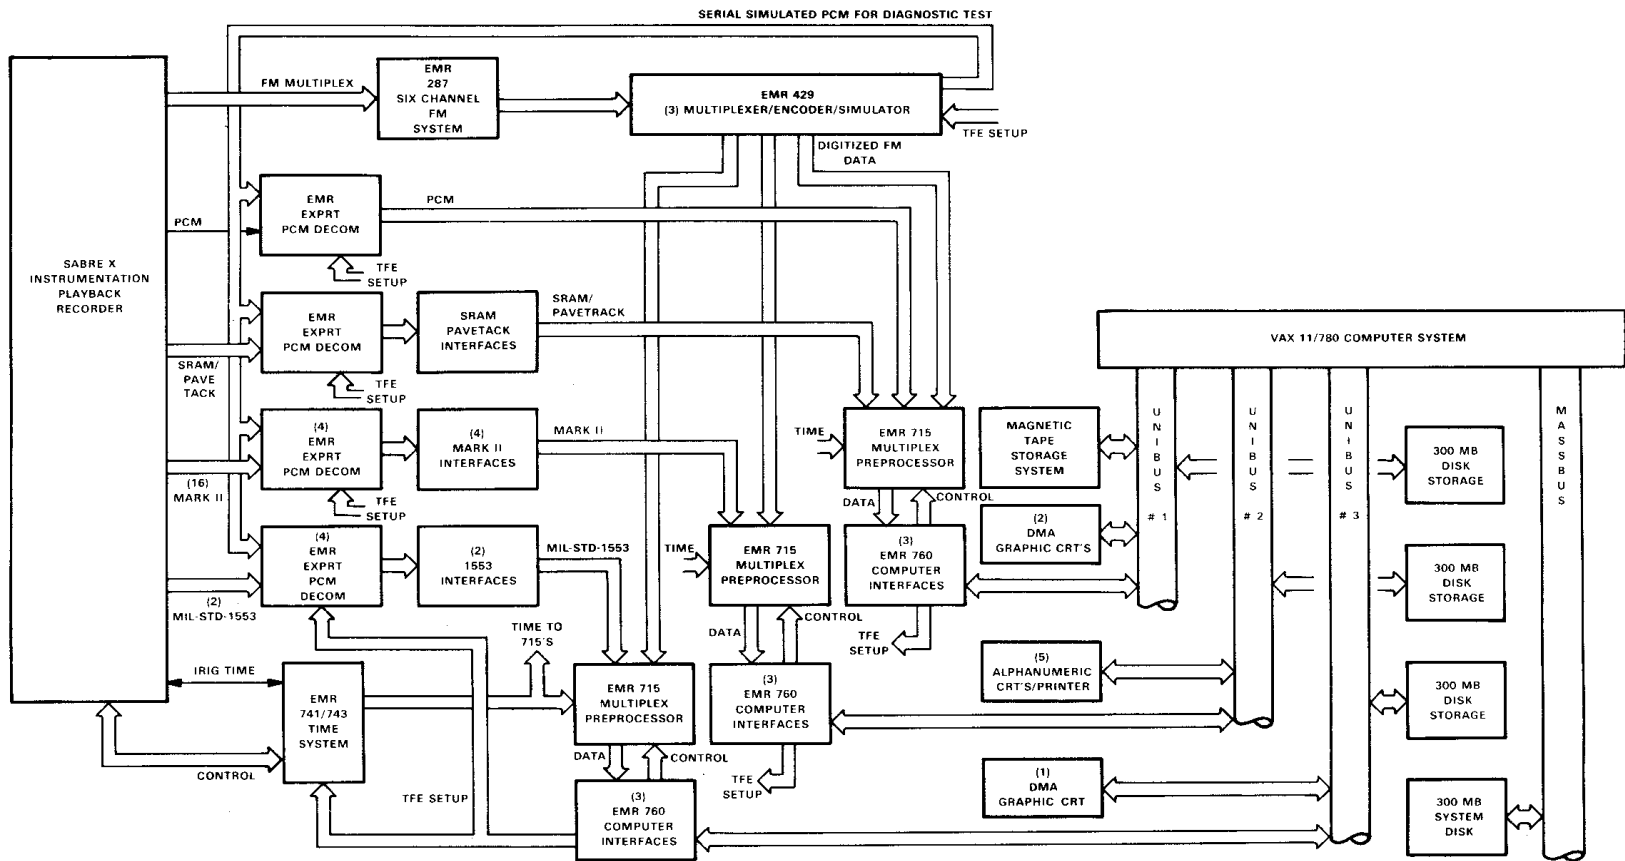 SERIAL SIMULATED PCM FOR DIAGNOSTIC TEST
SABRE X
INSTRUMENTATION
PLAYBACK
RECORDER
FM MULTIPLEX
EMR
287
SIX CHANNEL
FM
SYSTEM
EMR 429
(3) MULTIPLEXER/ENCODER/SIMULATOR
TFE SETUP
DIGITIZED FM
DATA
PCM
EMR
EXPRT
PCM DECOM
PCM
TFE
SETUP
SRAM/
PAVE
TACK
EMR
EXPRT
PCM DECOM
SRAM
PAVETACK
INTERFACES
SRAM/
PAVETRACK
TFE
SETUP
(16)
MARK II
(4)
EMR
EXPRT
PCM DECOM
(4)
MARK II
INTERFACES
MARK II
TFE
SETUP
(2)
MIL-STD-1553
(4)
EMR
EXPRT
PCM
DECOM
(2)
1553
INTERFACES
MIL-STD-1553
TIME TO
715'S
IRIG TIME
EMR
741/743
TIME
SYSTEM
CONTROL
TFE SETUP
EMR 715
MULTIPLEX
PREPROCESSOR
DATA
CONTROL
(3)
EMR 760
COMPUTER
INTERFACES
TIME
EMR 715
MULTIPLEX
PREPROCESSOR
DATA
CONTROL
(3)
EMR 760
COMPUTER
INTERFACES
TFE
SETUP
TIME
EMR 715
MULTIPLEX
PREPROCESSOR
DATA
CONTROL
(3)
EMR 760
COMPUTER
INTERFACES
TFE
SETUP
VAX 11/780 COMPUTER SYSTEM
MAGNETIC
TAPE
STORAGE
SYSTEM
(2)
DMA
GRAPHIC CRT'S
(5)
ALPHANUMERIC
CRT'S/PRINTER
(1)
DMA
GRAPHIC CRT
UNIBUS #1
UNIBUS #2
UNIBUS #3
MASSBUS
300 MB
DISK
STORAGE
300 MB
DISK
STORAGE
300 MB
DISK
STORAGE
300 MB
SYSTEM
DISK